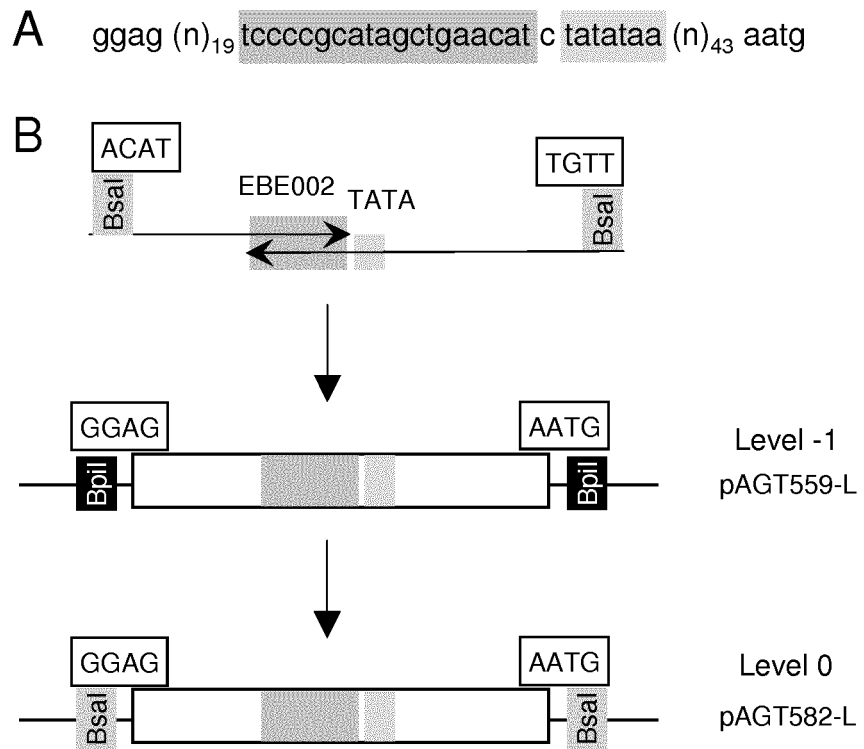 A ggag (n)19 tccccgcatagctgaacat c tatataa (n)43 aatg
B
ACAT
TGTT
BsaI
EBE002
TATA
BsaI
GGAG
AATG
Level -1
BpiI
BpiI
pAGT559-L
GGAG
AATG
Level 0
BsaI
BsaI
pAGT582-L